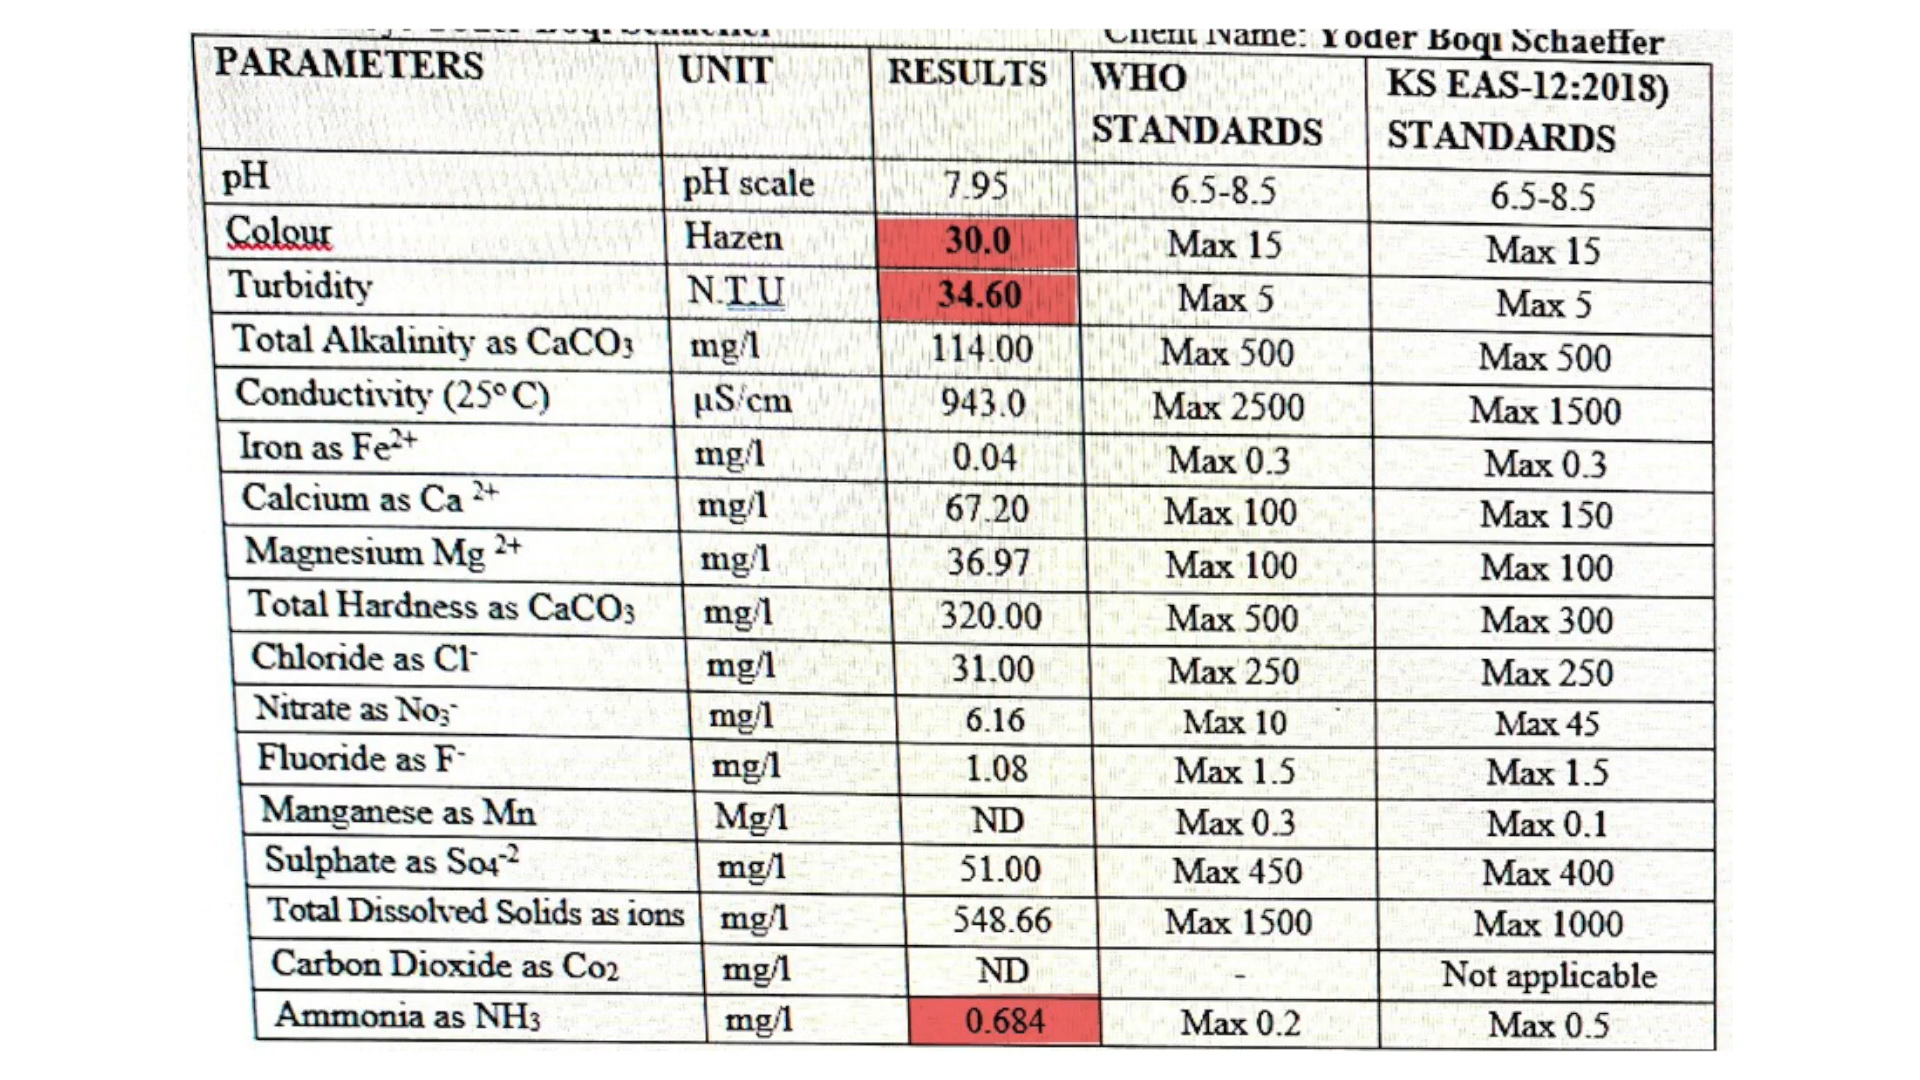 Client Name: Yoder Boqi Schaeffer
PARAMETERS UNIT RESULTS WHO STANDARDS KS EAS-12:2018) STANDARDS
pH pH scale 7.95 6.5-8.5 6.5-8.5
Colour Hazen 30.0 Max 15 Max 15
Turbidity N.T.U 34.60 Max 5 Max 5
Total Alkalinity as CaCO3 mg/l 114.00 Max 500 Max 500
Conductivity (25°C) µS/cm 943.0 Max 2500 Max 1500
Iron as Fe2+ mg/l 0.04 Max 0.3 Max 0.3
Calcium as Ca 2+ mg/l 67.20 Max 100 Max 150
Magnesium Mg 2+ mg/l 36.97 Max 100 Max 100
Total Hardness as CaCO3 mg/l 320.00 Max 500 Max 300
Chloride as Cl- mg/l 31.00 Max 250 Max 250
Nitrate as No3- mg/l 6.16 Max 10 Max 45
Fluoride as F- mg/l 1.08 Max 1.5 Max 1.5
Manganese as Mn Mg/l ND Max 0.3 Max 0.1
Sulphate as So4-2 mg/l 51.00 Max 450 Max 400
Total Dissolved Solids as ions mg/l 548.66 Max 1500 Max 1000
Carbon Dioxide as Co2 mg/l ND - Not applicable
Ammonia as NH3 mg/l 0.684 Max 0.2 Max 0.5